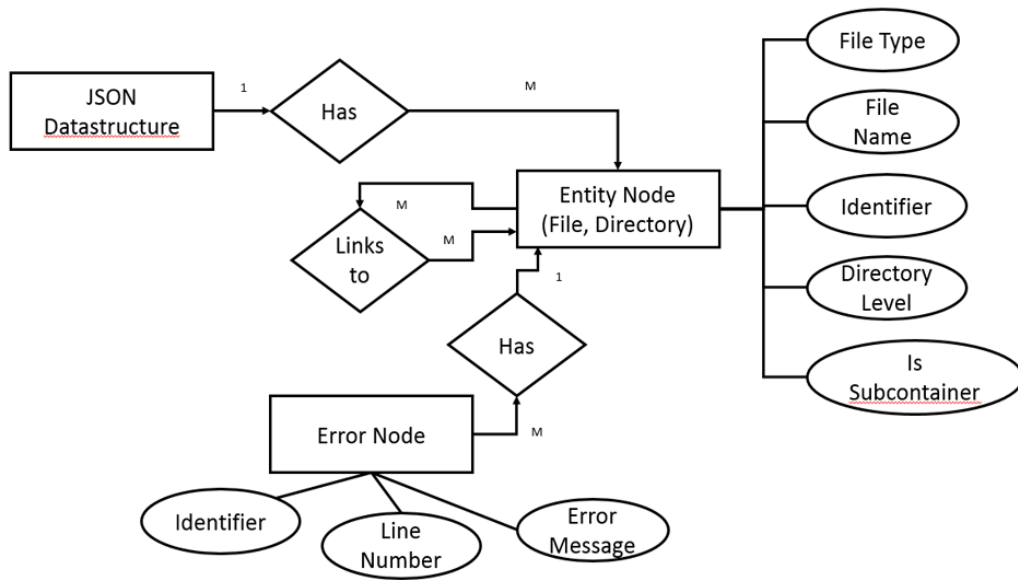 File Type
JSON
Datastructure
1
Has
M
File
Name
Entity Node
(File, Directory)
Identifier
M
Links
to
M
Directory
Level
1
Has
Is
Subcontainer
Error Node
M
Identifier
Line
Number
Error
Message